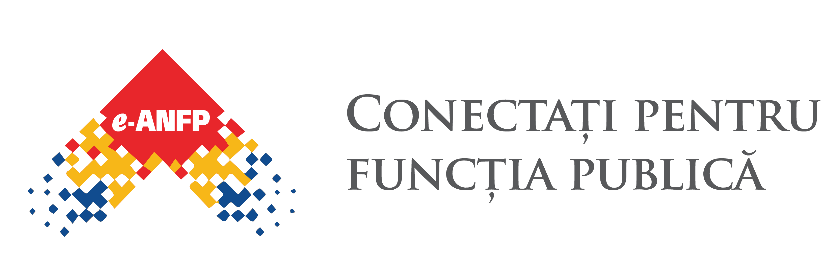 e-ANFP
CONECTAȚI PENTRU
FUNCȚIA PUBLICĂ